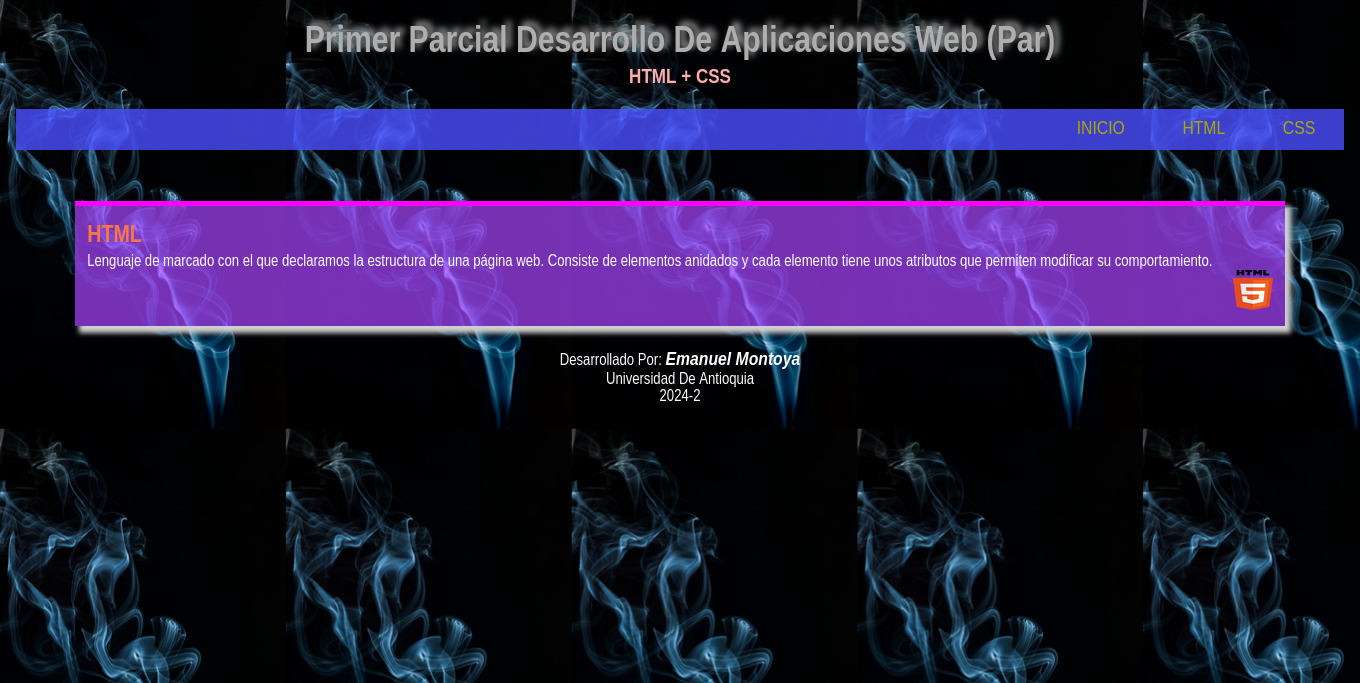 Primer Parcial Desarrollo De Aplicaciones Web (Par)
HTML + CSS
INICIO HTML CSS
HTML
Lenguaje de marcado con el que declaramos la estructura de una página web. Consiste de elementos anidados y cada elemento tiene unos atributos que permiten modificar su comportamiento.
HTML
5
Desarrollado Por: Emanuel Montoya
Universidad De Antioquia
2024-2